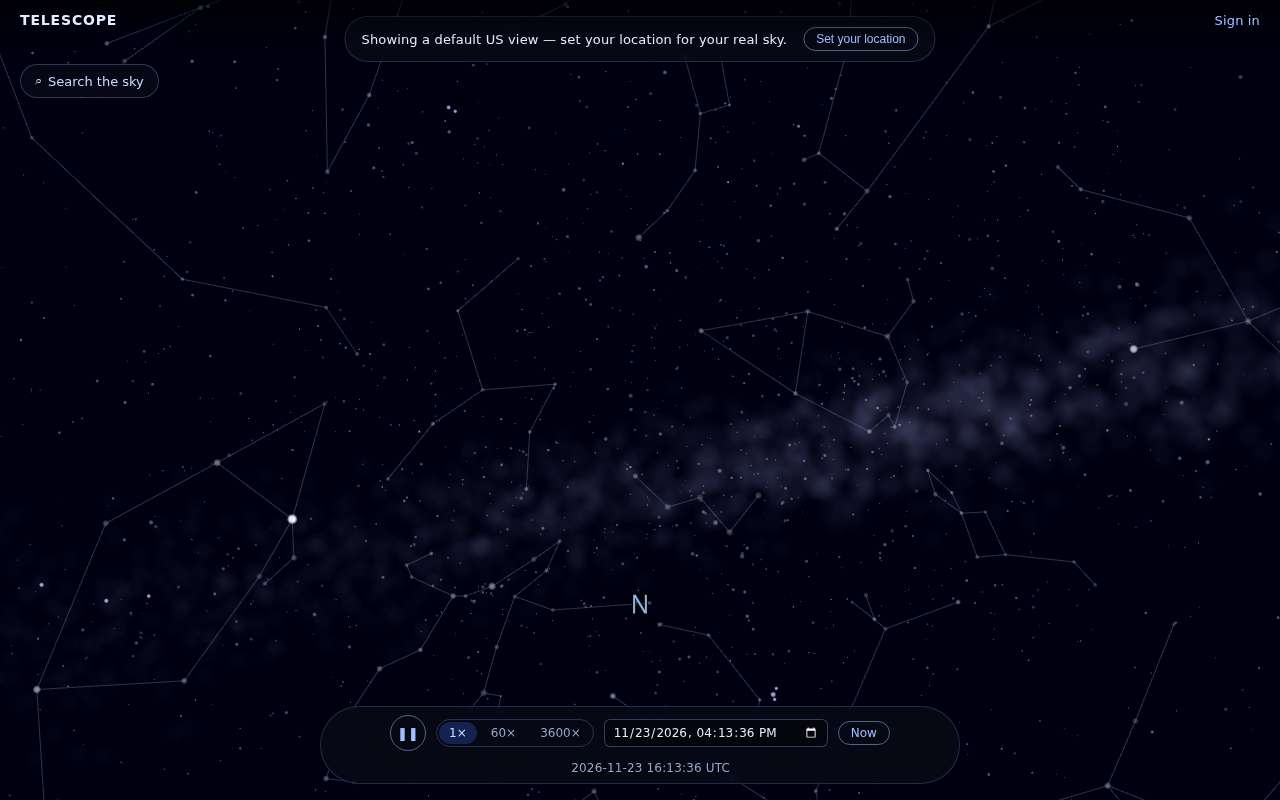 TELESCOPE
Showing a default US view — set your location for your real sky.
Set your location
Sign in
Search the sky
N
1×
60×
3600×
11/23/2026, 04:13:36 PM
Now
2026-11-23 16:13:36 UTC